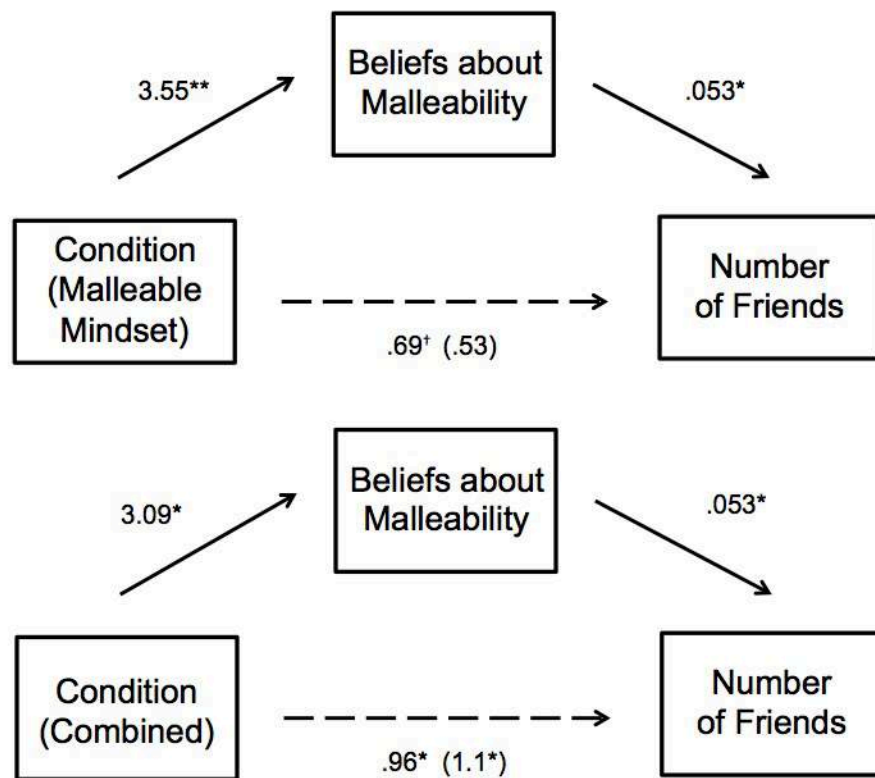 Beliefs about
Malleability
3.55**
.053*
Condition
(Malleable
Mindset)
Number
of Friends
.69† (.53)
Beliefs about
Malleability
3.09*
.053*
Condition
(Combined)
Number
of Friends
.96* (1.1*)